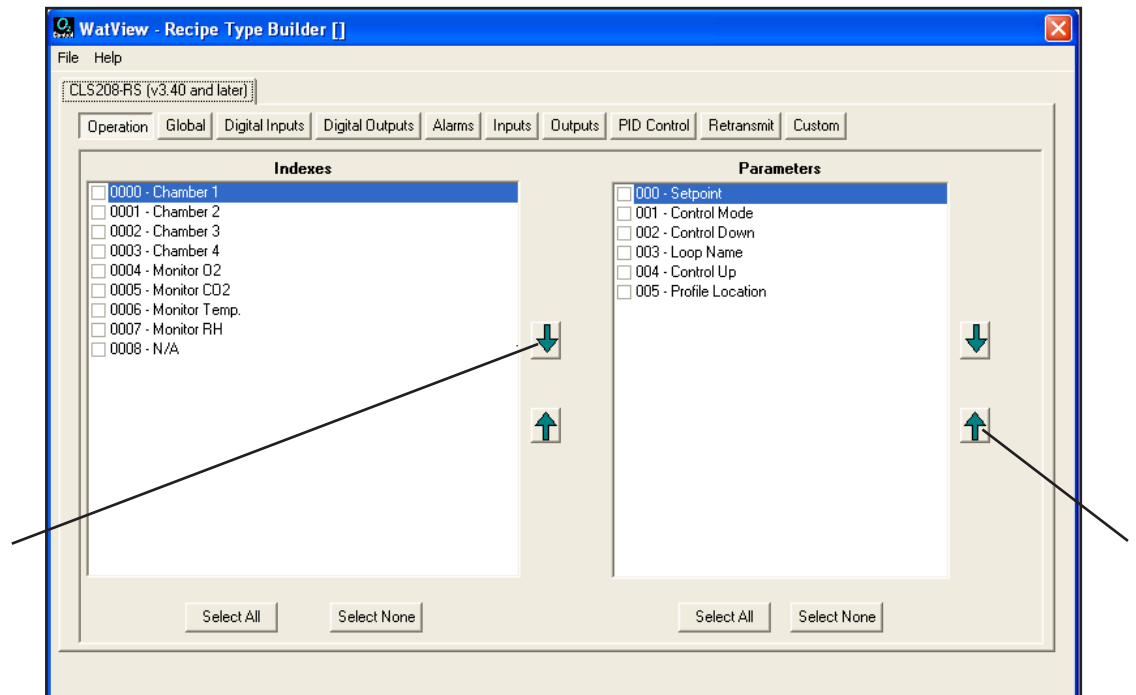 WatView - Recipe Type Builder []
File Help
CLS208-RS (v3.40 and later)
Operation Global Digital Inputs Digital Outputs Alarms Inputs Outputs PID Control Retransmit Custom
Indexes
0000 - Chamber 1
0001 - Chamber 2
0002 - Chamber 3
0003 - Chamber 4
0004 - Monitor O2
0005 - Monitor CO2
0006 - Monitor Temp.
0007 - Monitor RH
0008 - N/A
Select All Select None
Parameters
000 - Setpoint
001 - Control Mode
002 - Control Down
003 - Loop Name
004 - Control Up
005 - Profile Location
Select All Select None